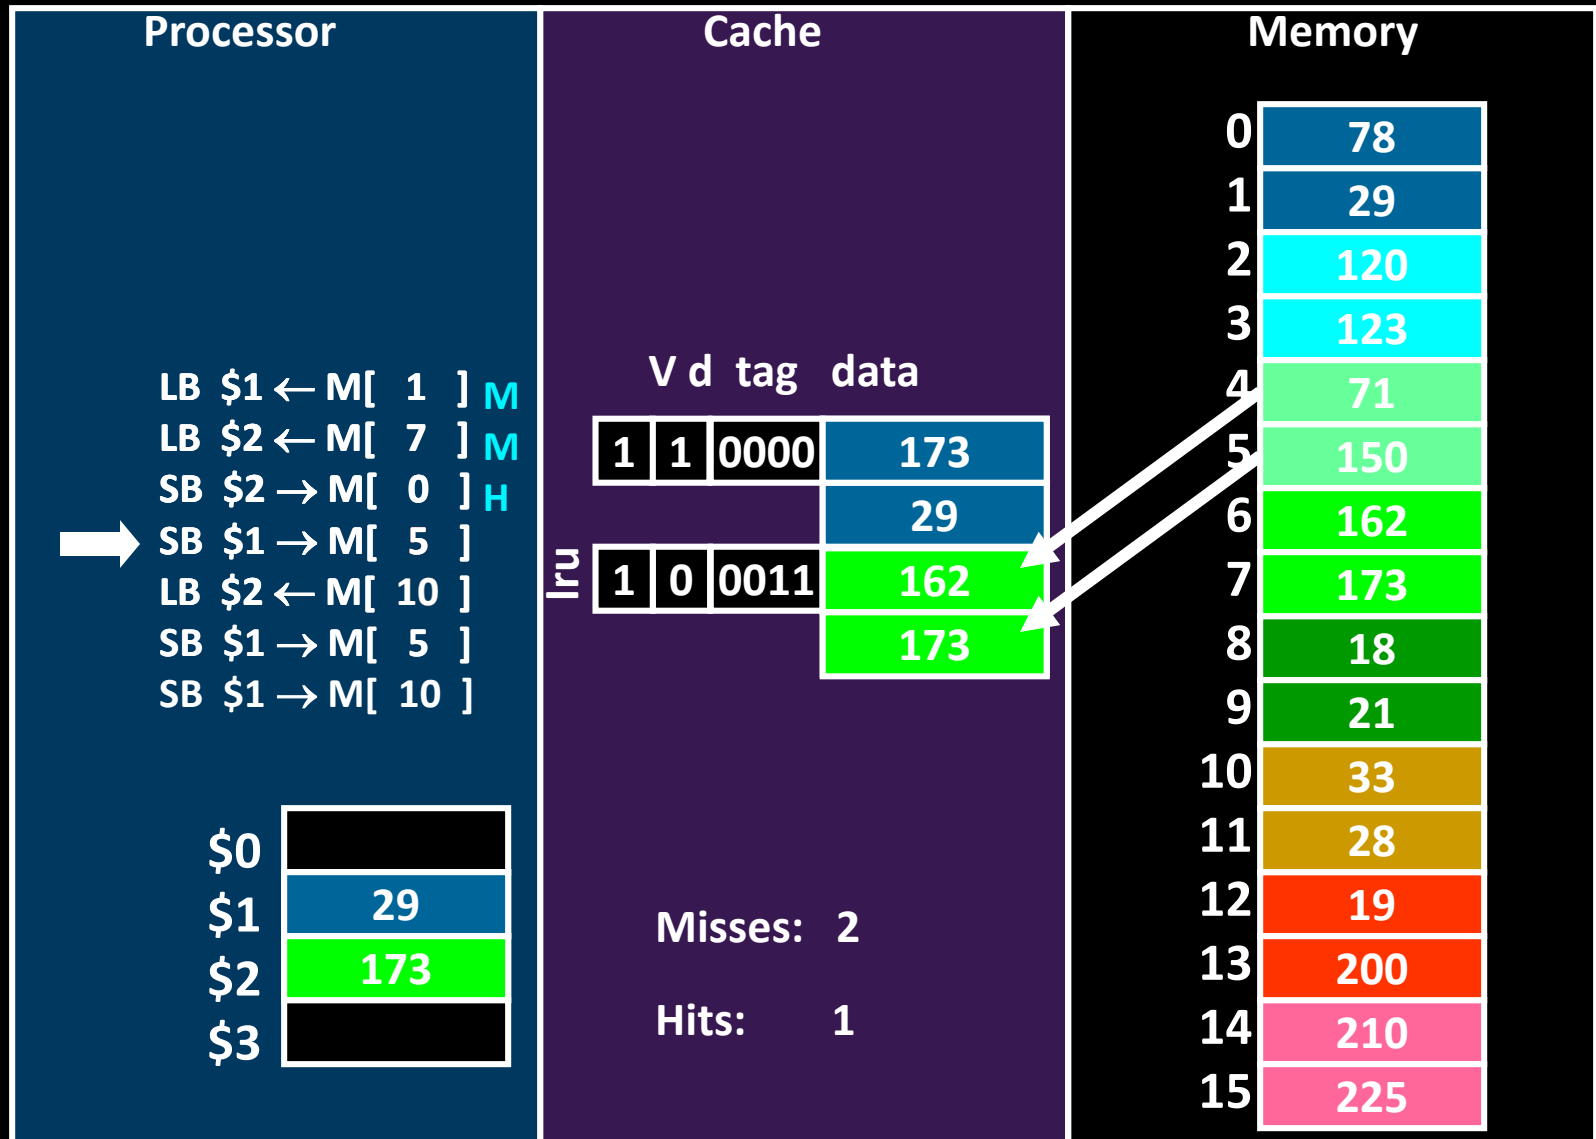 Processor
LB $1 ← M[ 1 ] M
LB $2 ← M[ 7 ] M
SB $2 → M[ 0 ] H
SB $1 → M[ 5 ]
LB $2 ← M[ 10 ]
SB $1 → M[ 5 ]
SB $1 → M[ 10 ]
$0
$1 29
$2 173
$3
Cache
V d tag data
1 1 0000 173
29
lru 1 0 0011 162
173
Misses: 2
Hits: 1
Memory
0 78
1 29
2 120
3 123
4 71
5 150
6 162
7 173
8 18
9 21
10 33
11 28
12 19
13 200
14 210
15 225